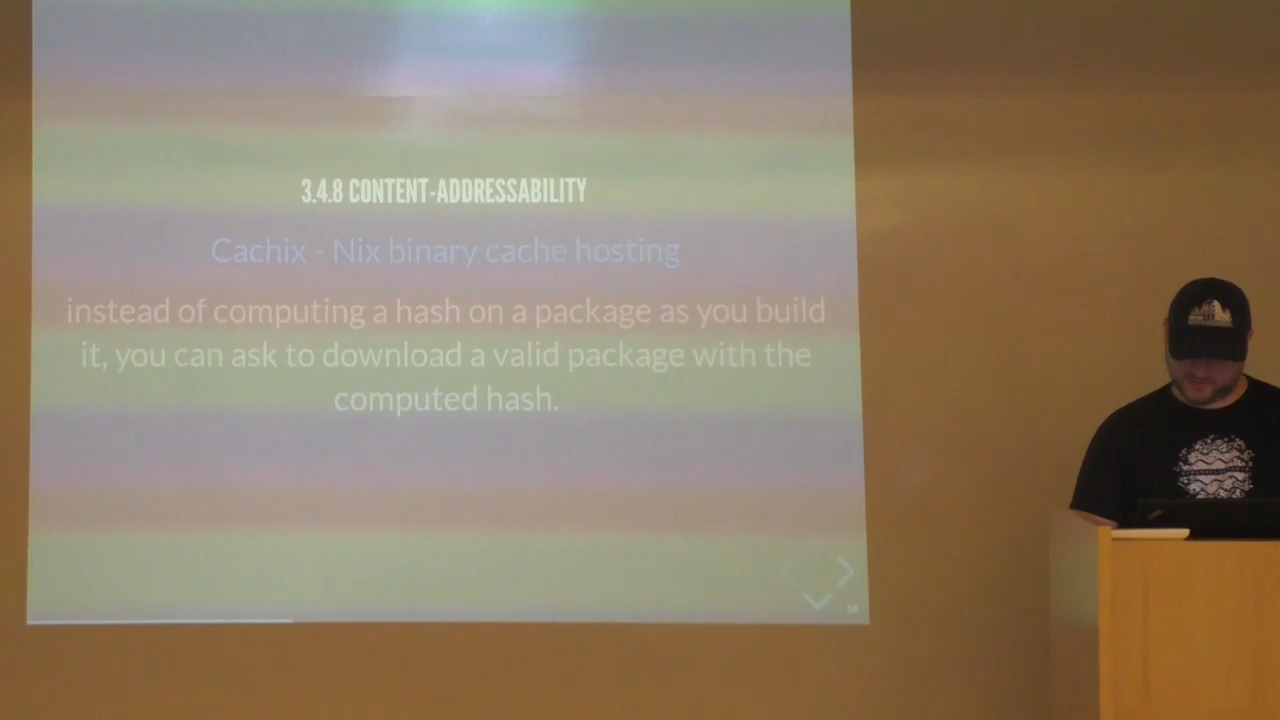 3.4.8 CONTENT-ADDRESSABILITY
Cachix - Nix binary cache hosting
instead of computing a hash on a package as you build
it, you can ask to download a valid package with the
computed hash.